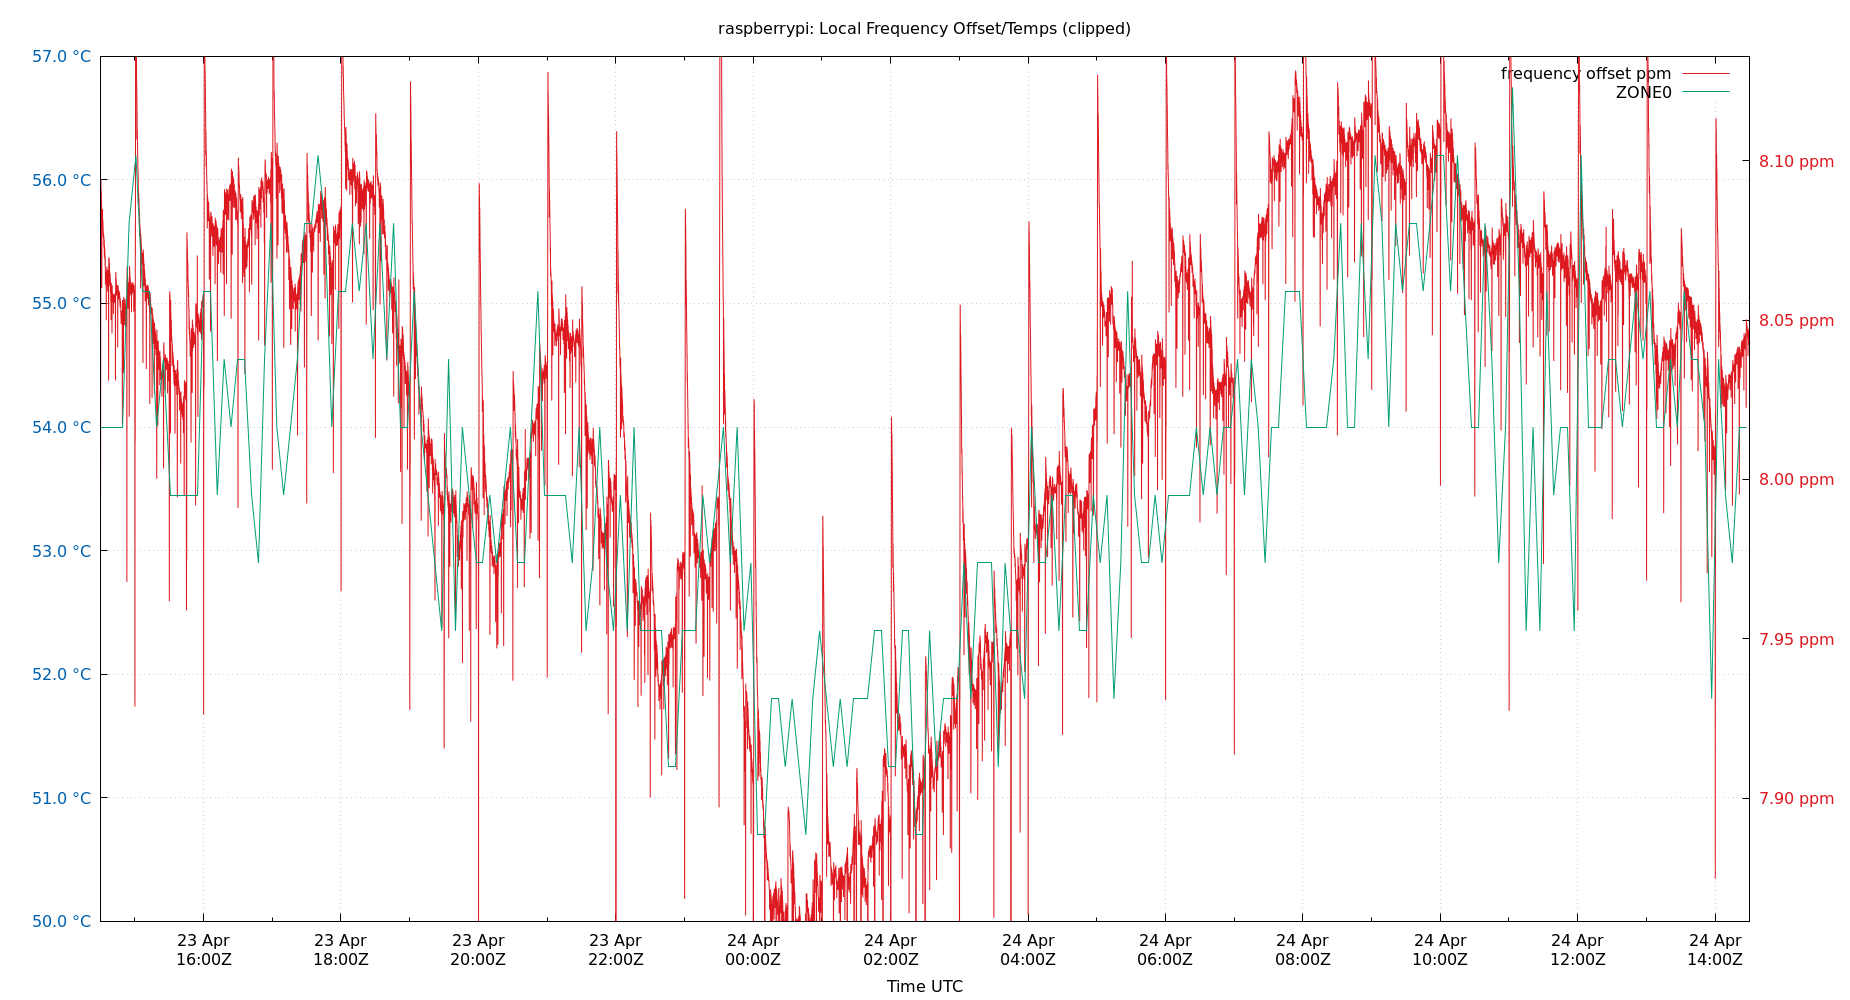 raspberrypi: Local Frequency Offset/Temps (clipped)
frequency offset ppm
ZONE0
57.0 °C
56.0 °C
55.0 °C
54.0 °C
53.0 °C
52.0 °C
51.0 °C
50.0 °C
8.10 ppm
8.05 ppm
8.00 ppm
7.95 ppm
7.90 ppm
23 Apr
16:00Z
23 Apr
18:00Z
23 Apr
20:00Z
23 Apr
22:00Z
24 Apr
00:00Z
24 Apr
02:00Z
24 Apr
04:00Z
24 Apr
06:00Z
24 Apr
08:00Z
24 Apr
10:00Z
24 Apr
12:00Z
24 Apr
14:00Z
Time UTC